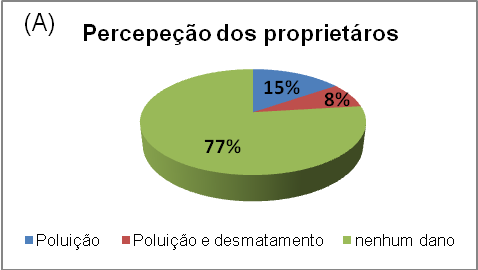 (A)
Percepeção dos proprietáros
15%
8%
77%
Poluição Poluição e desmatamento nenhum dano